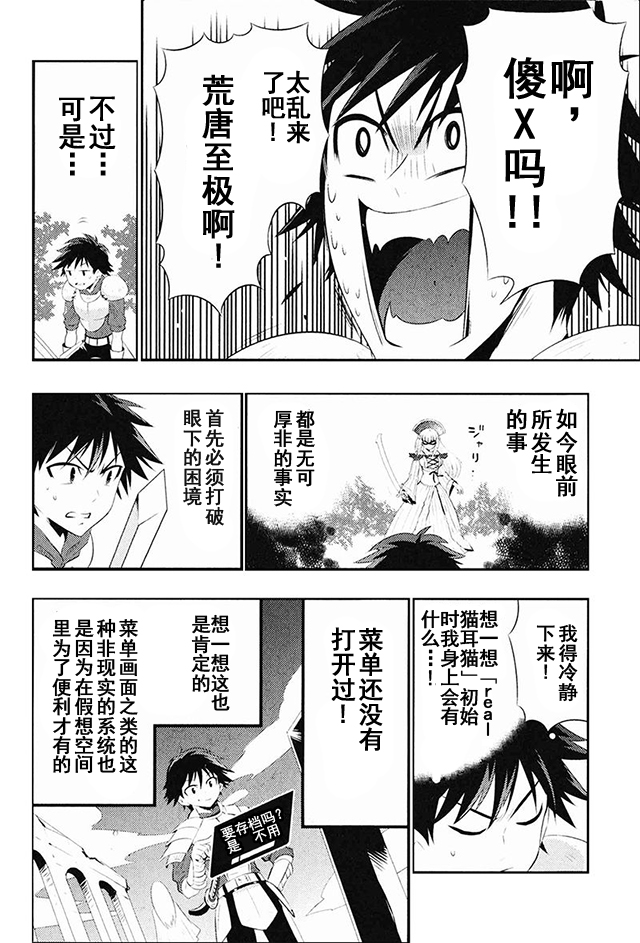 啊，
傻X吗!!
太乱来
了吧！
荒唐至极啊！
不过…
可是…
如今眼前
所发生
的事
ジャリ
都是无可
厚非的事实
首先必须打破
眼下的困境
我得冷静
下来！
想一想「real
猫耳猫」初始
时我身上会有
什么…！
菜单还没有
打开过！
想一想这也
是肯定的
菜单画面之类的这
种非现实的系统也
是因为在假想空间
里为了便利才有的
要存档吗?
是 不用